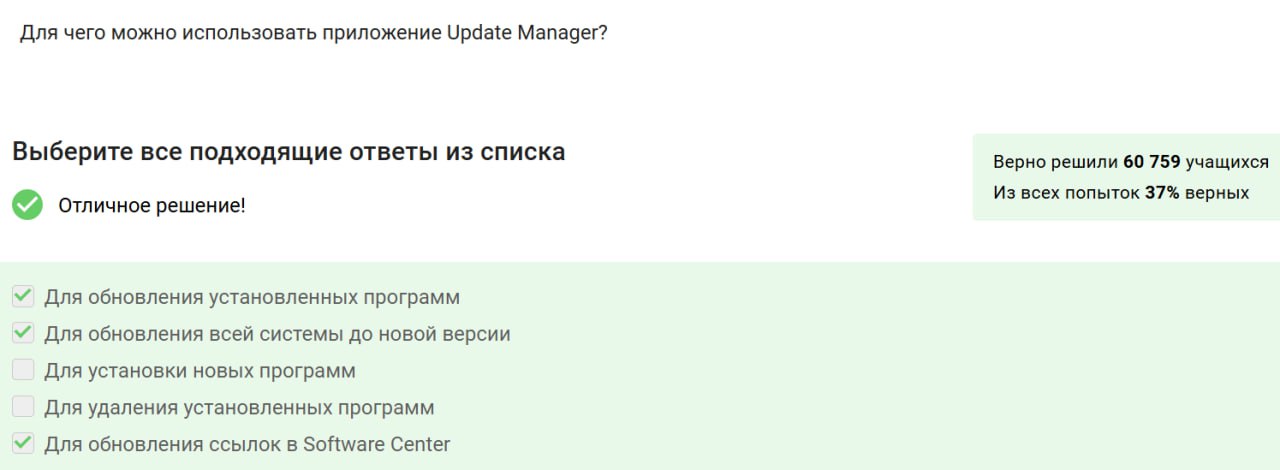 Для чего можно использовать приложение Update Manager?
Выберите все подходящие ответы из списка
Верно решили 60 759 учащихся
Из всех попыток 37% верных
Отличное решение!
Для обновления установленных программ
Для обновления всей системы до новой версии
Для установки новых программ
Для удаления установленных программ
Для обновления ссылок в Software Center